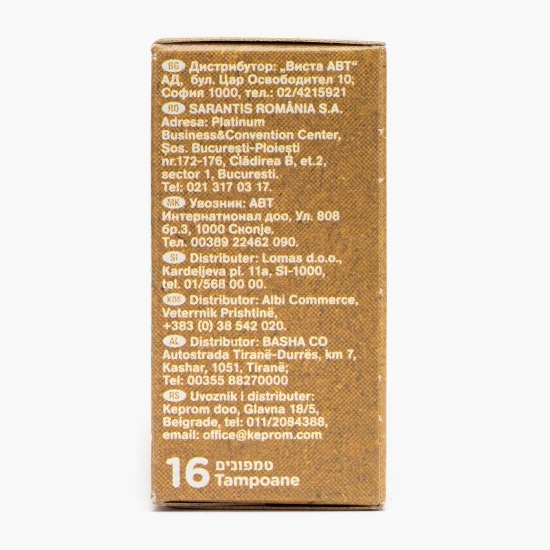 BG Дистрибутор: „Виста АВТ“
АД, бул. Цар Освободител 10,
София 1000, тел.: 02/4215921
RO SARANTIS ROMÂNIA S.A.
Adresa: Platinum
Business&Convention Center,
Șos. București-Ploiești
nr.172-176, Clădirea B, et.2,
sector 1, București.
Tel: 021 317 03 17.
MK Увозник: АВТ
Интернатионал доо, Ул. 808
бр.3, 1000 Скопје.
Тел. 00389 22462 090.
SI Distributer: Lomas d.o.o.,
Kardeljeva pl. 11a, SI-1000,
tel. 01/568 00 00.
KOS Distributor: Albi Commerce,
Veterrnik Prishtinë,
+383 (0) 38 542 020.
AL Distributor: BASHA CO
Autostrada Tiranë-Durrës, km 7,
Kashar, 1051, Tiranë;
Tel: 00355 88270000
RS Uvoznik i distributer:
Keprom doo, Glavna 18/5,
Belgrade, tel: 011/2084388,
email: office@keprom.com
16 טמפונים
Tampoane